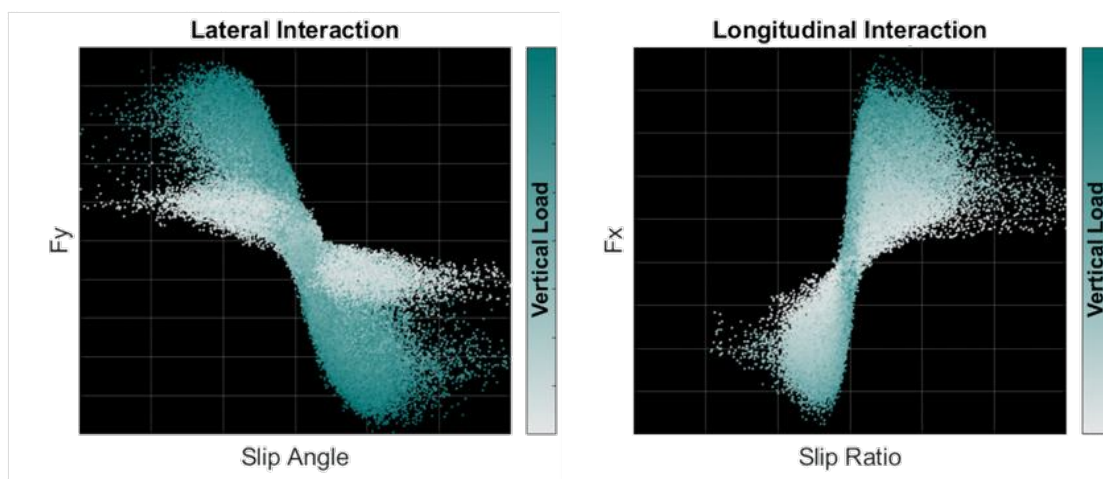 Lateral Interaction
Fy
Slip Angle
Vertical Load
Longitudinal Interaction
Fx
Slip Ratio
Vertical Load